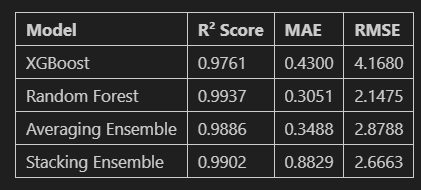 Model R² Score MAE RMSE
XGBoost 0.9761 0.4300 4.1680
Random Forest 0.9937 0.3051 2.1475
Averaging Ensemble 0.9886 0.3488 2.8788
Stacking Ensemble 0.9902 0.8829 2.6663